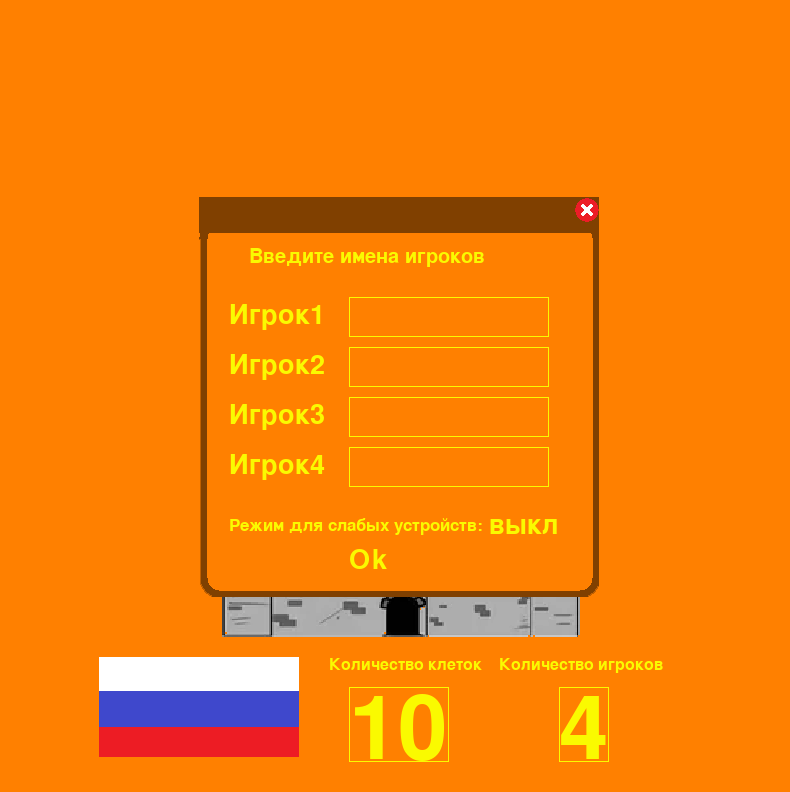 Введите имена игроков
Игрок1
Игрок2
Игрок3
Игрок4
Режим для слабых устройств: ВЫКЛ
Ok
Количество клеток Количество игроков
10 4